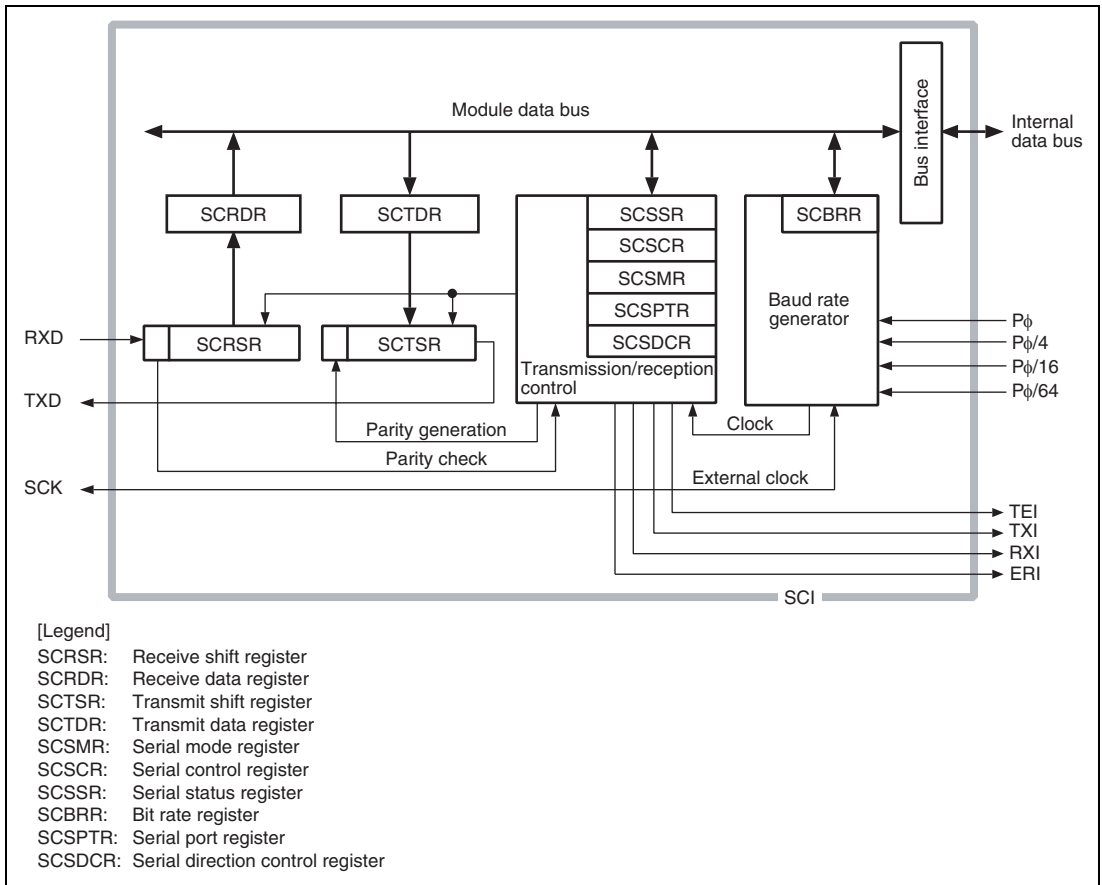 Module data bus
Bus interface
Internal
data bus
SCRDR
SCTDR
SCSSR
SCSCR
SCSMR
SCSPTR
SCSDCR
Transmission/reception
control
SCBRR
Baud rate
generator
RXD
SCRSR
SCTSR
TXD
Pϕ
Pϕ/4
Pϕ/16
Pϕ/64
Parity generation
Parity check
Clock
SCK
External clock
TEI
TXI
RXI
ERI
SCI
[Legend]
SCRSR: Receive shift register
SCRDR: Receive data register
SCTSR: Transmit shift register
SCTDR: Transmit data register
SCSMR: Serial mode register
SCSCR: Serial control register
SCSSR: Serial status register
SCBRR: Bit rate register
SCSPTR: Serial port register
SCSDCR: Serial direction control register